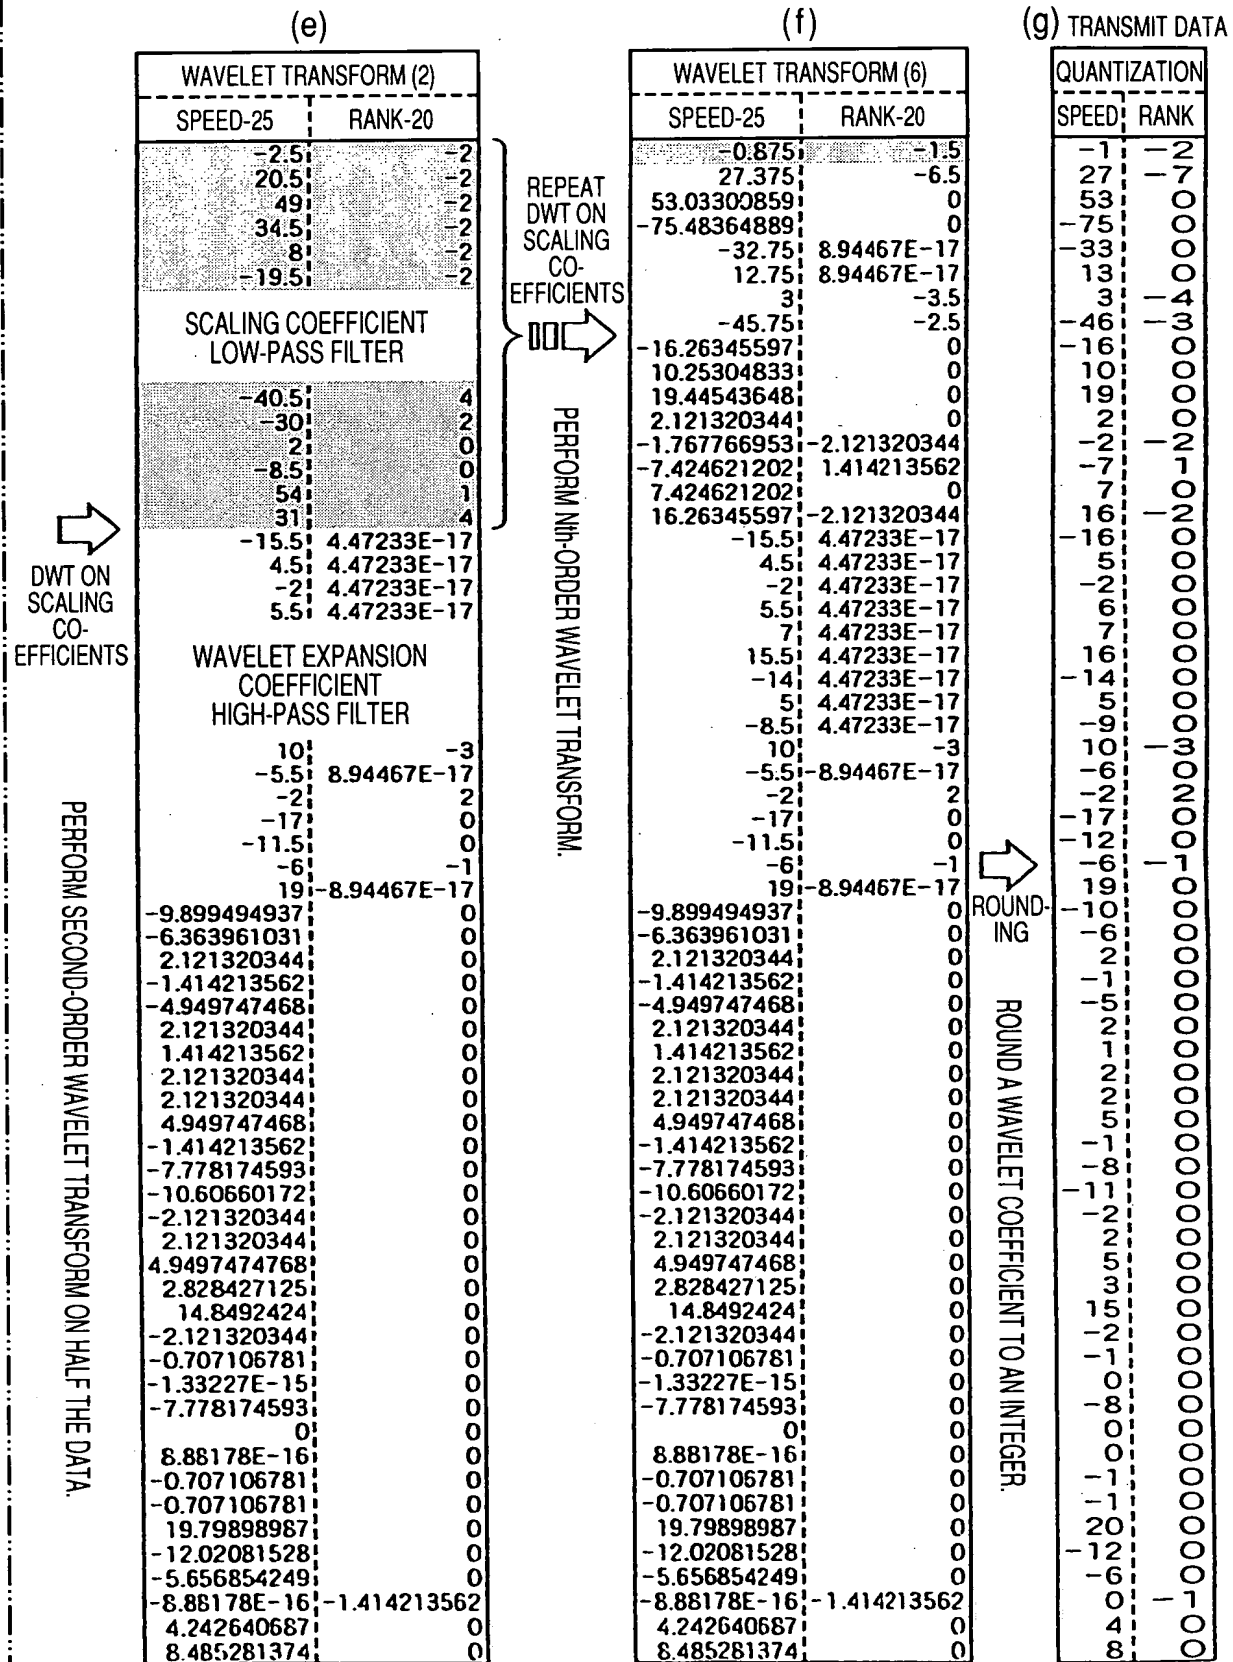 (e)
WAVELET TRANSFORM (2)
SPEED-25 RANK-20
-2.5 -2
20.5 -2
49 -2
34.5 -2
8 -2
-19.5 -2
SCALING COEFFICIENT
LOW-PASS FILTER
-40.5 4
-30 2
2 0
-8.5 0
54 1
31 4
-15.5 4.47233E-17
4.5 4.47233E-17
-2 4.47233E-17
5.5 4.47233E-17
WAVELET EXPANSION
COEFFICIENT
HIGH-PASS FILTER
10 -3
-5.5 8.94467E-17
-2 2
-17 0
-11.5 0
-6 -1
19 -8.94467E-17
-9.899494937 0
-6.363961031 0
2.121320344 0
-1.414213562 0
-4.949747468 0
2.121320344 0
1.414213562 0
2.121320344 0
2.121320344 0
4.949747468 0
-1.414213562 0
-7.778174593 0
-10.60660172 0
-2.121320344 0
2.121320344 0
4.9497474768 0
2.828427125 0
14.8492424 0
-2.121320344 0
-0.707106781 0
-1.33227E-15 0
-7.778174593 0
0 0
8.88178E-16 0
-0.707106781 0
-0.707106781 0
19.79898987 0
-12.02081528 0
-5.656854249 0
-8.88178E-16 -1.414213562
4.242640687 0
8.485281374 0
DWT ON
SCALING
CO-
EFFICIENTS
PERFORM SECOND-ORDER WAVELET TRANSFORM ON HALF THE DATA.
REPEAT
DWT ON
SCALING
CO-
EFFICIENTS
PERFORM Nth-ORDER WAVELET TRANSFORM.
(f)
WAVELET TRANSFORM (6)
SPEED-25 RANK-20
-0.875 -1.5
27.375 -6.5
53.03300859 0
-75.48364889 0
-32.75 8.94467E-17
12.75 8.94467E-17
3 -3.5
-45.75 -2.5
-16.26345597 0
10.25304833 0
19.44543648 0
2.121320344 0
-1.767766953 -2.121320344
-7.424621202 1.414213562
7.424621202 0
16.26345597 -2.121320344
-15.5 4.47233E-17
4.5 4.47233E-17
-2 4.47233E-17
5.5 4.47233E-17
7 4.47233E-17
15.5 4.47233E-17
-14 4.47233E-17
5 4.47233E-17
-8.5 4.47233E-17
10 -3
-5.5 -8.94467E-17
-2 2
-17 0
-11.5 0
-6 -1
19 -8.94467E-17
-9.899494937 0
-6.363961031 0
2.121320344 0
-1.414213562 0
-4.949747468 0
2.121320344 0
1.414213562 0
2.121320344 0
2.121320344 0
4.949747468 0
-1.414213562 0
-7.778174593 0
-10.60660172 0
-2.121320344 0
2.121320344 0
4.949747468 0
2.828427125 0
14.8492424 0
-2.121320344 0
-0.707106781 0
-1.33227E-15 0
-7.778174593 0
0 0
8.88178E-16 0
-0.707106781 0
-0.707106781 0
19.79898987 0
-12.02081528 0
-5.656854249 0
-8.88178E-16 -1.414213562
4.242640687 0
8.485281374 0
ROUND-
ING
ROUND A WAVELET COEFFICIENT TO AN INTEGER.
(g) TRANSMIT DATA
QUANTIZATION
SPEED RANK
-1 -2
27 -7
53 0
-75 0
-33 0
13 0
3 -4
-46 -3
-16 0
10 0
19 0
2 0
-2 -2
-7 1
7 0
16 -2
-16 0
5 0
-2 0
6 0
7 0
16 0
-14 0
5 0
-9 0
10 -3
-6 0
-2 2
-17 0
-12 0
-6 -1
19 0
-10 0
-6 0
2 0
-1 0
-5 0
2 0
1 0
2 0
2 0
5 0
-1 0
-8 0
-11 0
-2 0
2 0
5 0
3 0
15 0
-2 0
-1 0
0 0
-8 0
0 0
0 0
-1 0
-1 0
20 0
-12 0
-6 0
0 -1
4 0
8 0